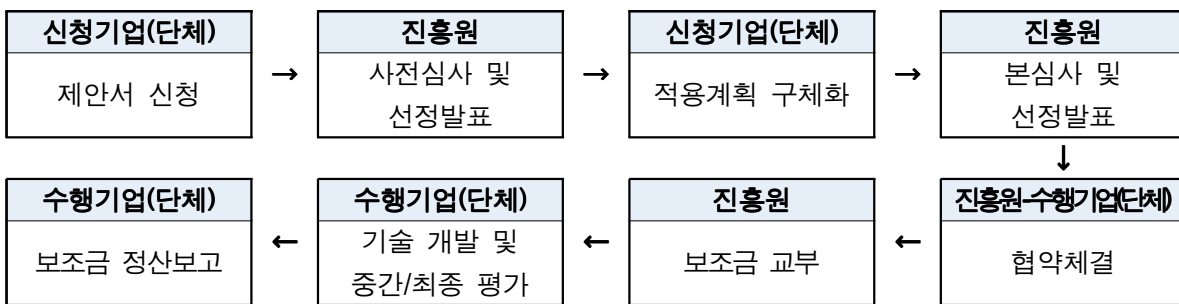 신청기업(단체)
제안서 신청
→
진흥원
사전심사 및
선정발표
→
신청기업(단체)
적용계획 구체화
→
진흥원
본심사 및
선정발표
↓
진흥원-수행기업(단체)
협약체결
←
진흥원
보조금 교부
←
수행기업(단체)
기술 개발 및
중간/최종 평가
←
수행기업(단체)
보조금 정산보고